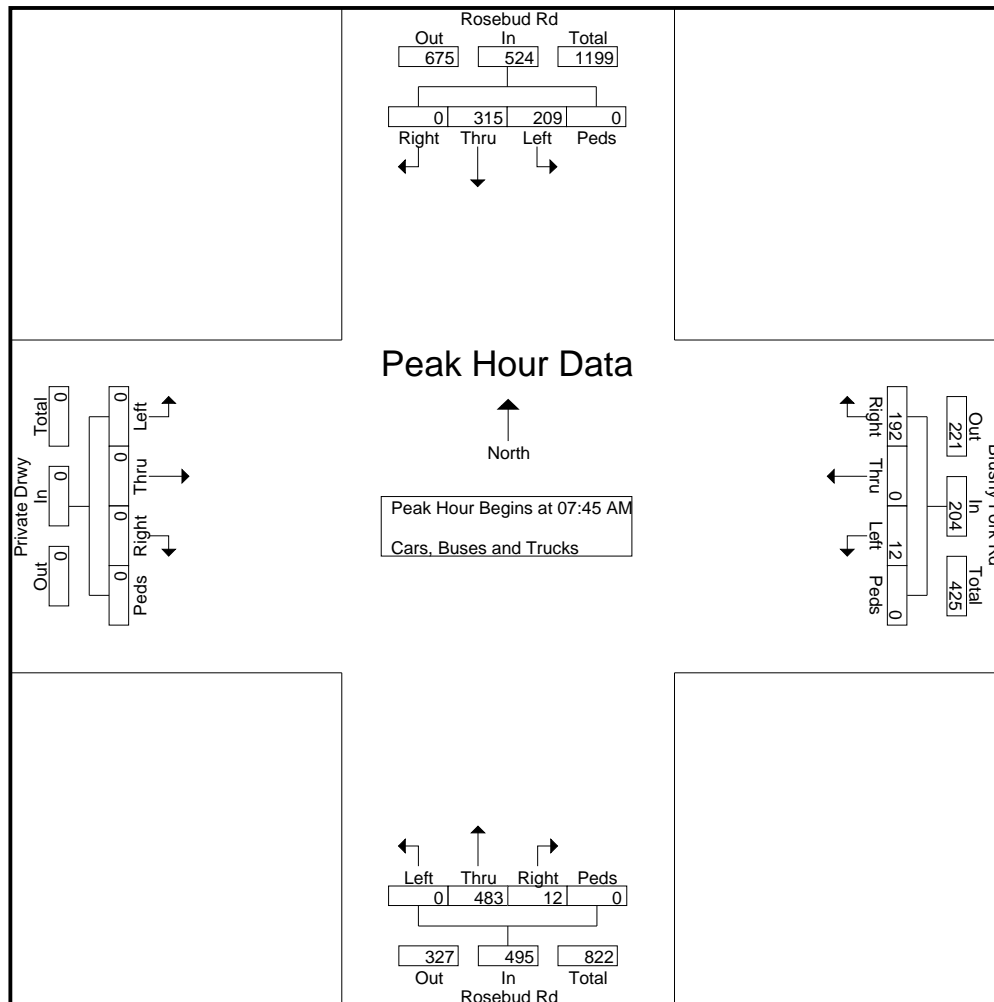 Rosebud Rd
Out In Total
675 524 1199
0 315 209 0
Right Thru Left Peds
Peak Hour Data
North
Peak Hour Begins at 07:45 AM
Cars, Buses and Trucks
Private Drwy
Out In Total
0 0 0
0 0 0 0
Left Thru Right Peds
Fork Rd
Out In Total
221 204 425
192 0 12 0
Right Thru Left Peds
Left Thru Right Peds
0 483 12 0
327 495 822
Out In Total
Rosebud Rd